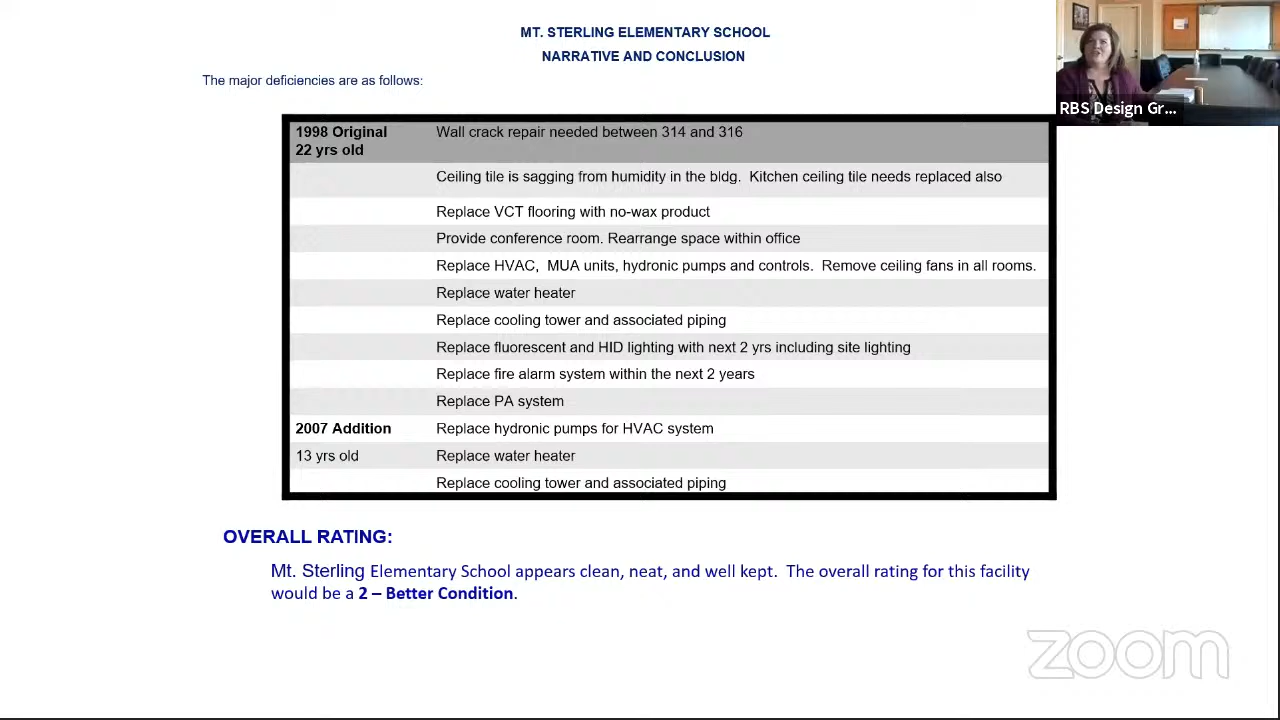 MT. STERLING ELEMENTARY SCHOOL
NARRATIVE AND CONCLUSION
The major deficiencies are as follows:
1998 Original Wall crack repair needed between 314 and 316
22 yrs old
Ceiling tile is sagging from humidity in the bldg. Kitchen ceiling tile needs replaced also
Replace VCT flooring with no-wax product
Provide conference room. Rearrange space within office
Replace HVAC, MUA units, hydronic pumps and controls. Remove ceiling fans in all rooms.
Replace water heater
Replace cooling tower and associated piping
Replace fluorescent and HID lighting with next 2 yrs including site lighting
Replace fire alarm system within the next 2 years
Replace PA system
2007 Addition Replace hydronic pumps for HVAC system
13 yrs old Replace water heater
Replace cooling tower and associated piping
OVERALL RATING:
Mt. Sterling Elementary School appears clean, neat, and well kept. The overall rating for this facility
would be a 2 – Better Condition.
RBS Design Gr...
zoom